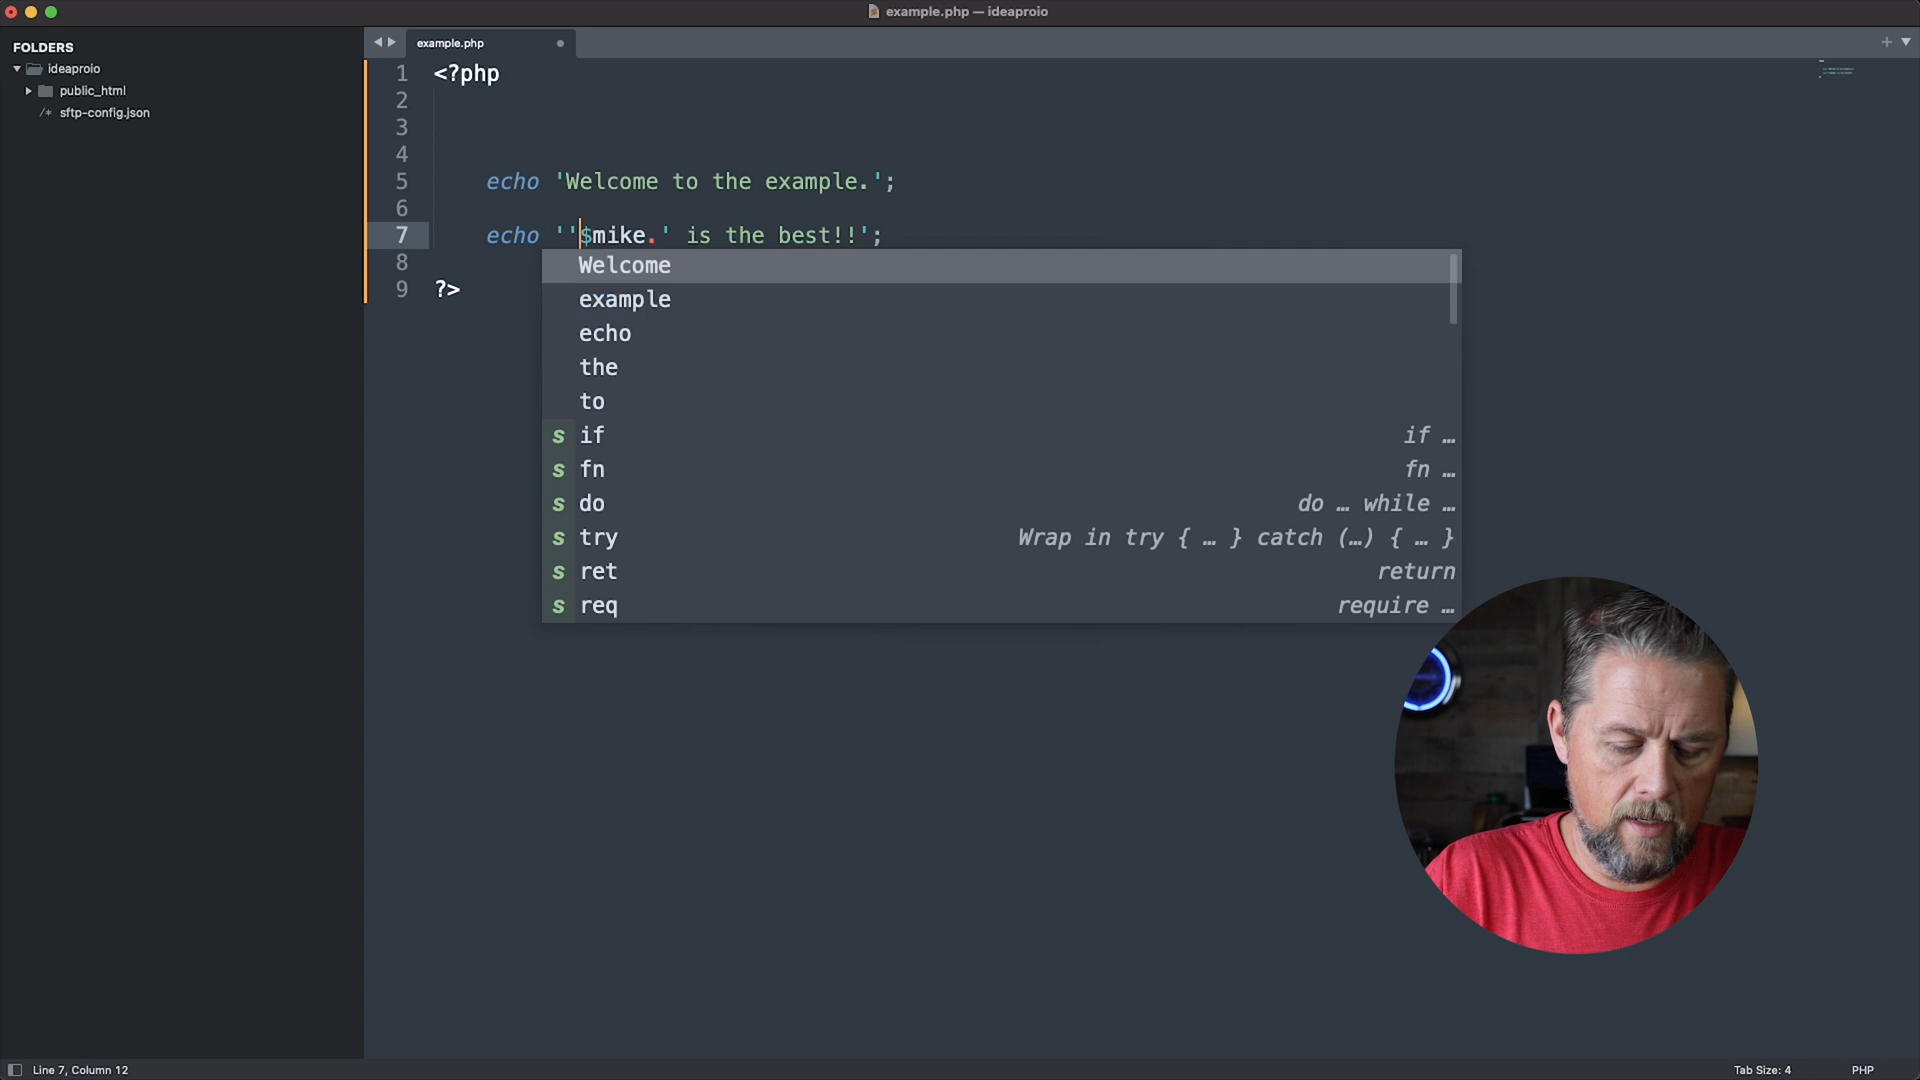 example.php — ideaproio
FOLDERS
ideaproio
public_html
/* sftp-config.json
example.php
1 <?php
2
3
4
5 echo 'Welcome to the example.';
6
7 echo ''$mike.' is the best!!';
8
9 ?>
Welcome
example
echo
the
to
s if if …
s fn fn …
s do do … while …
s try Wrap in try { … } catch (…) { … }
s ret return
s req require …
Line 7, Column 12
Tab Size: 4
PHP